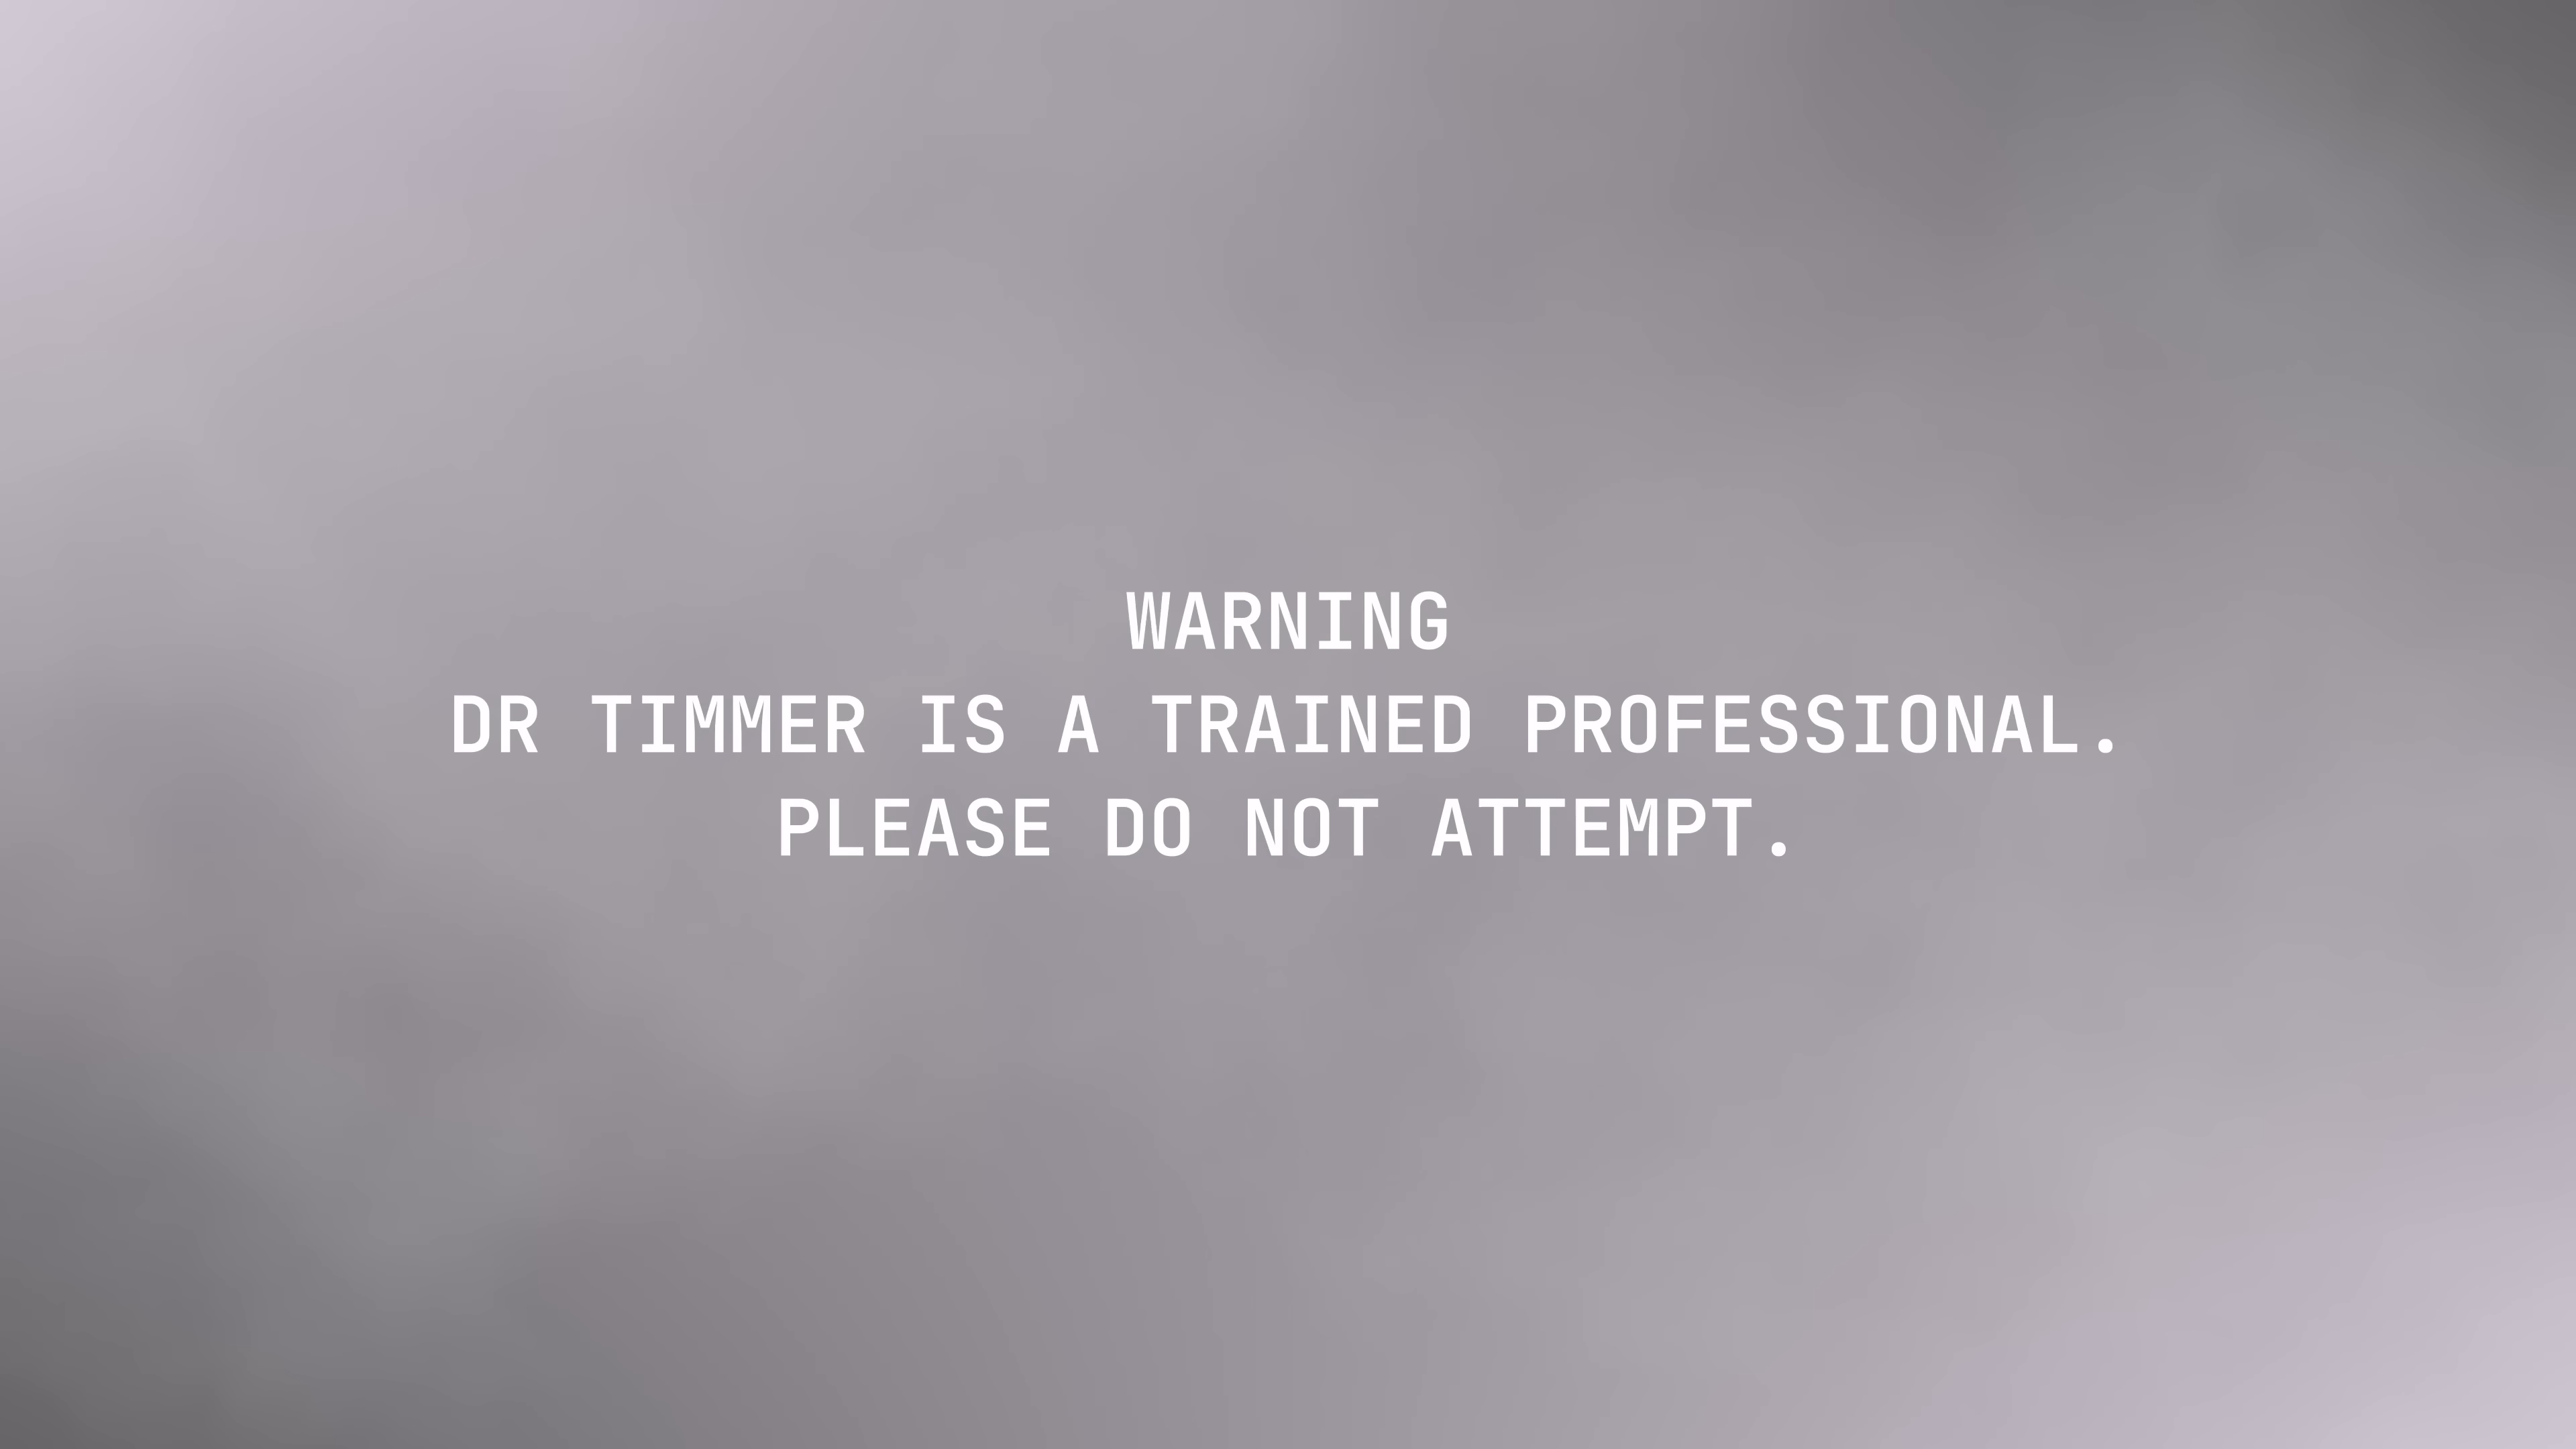 WARNING
DR TIMMER IS A TRAINED PROFESSIONAL.
PLEASE DO NOT ATTEMPT.